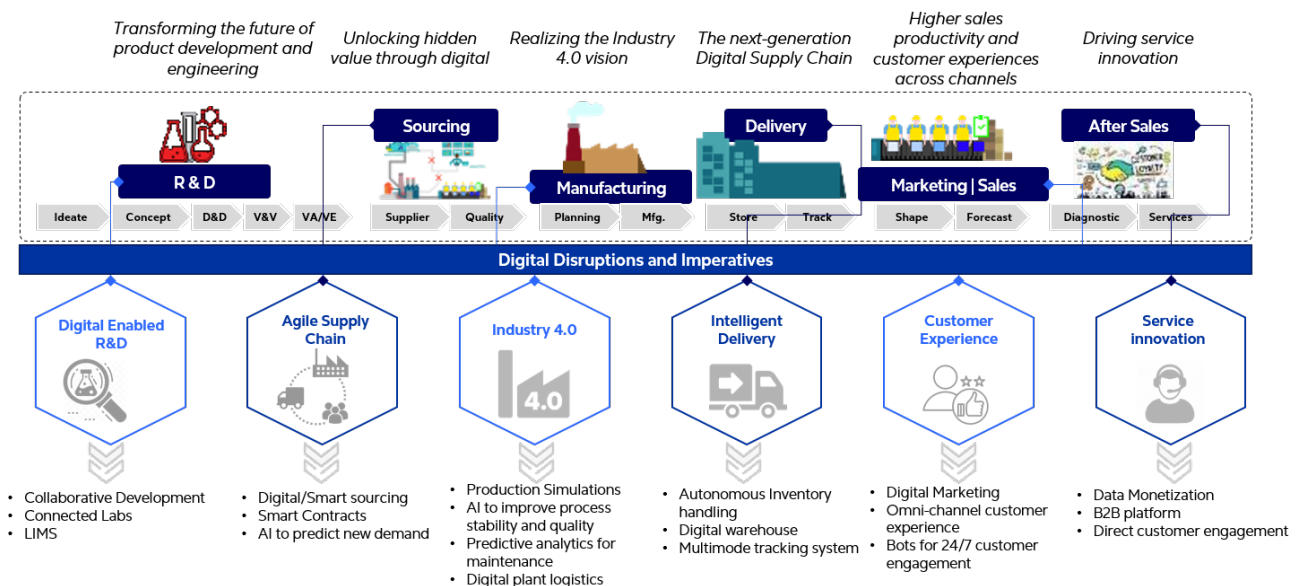 Transforming the future of
product development and
engineering
Unlocking hidden
value through digital
Realizing the Industry
4.0 vision
The next-generation
Digital Supply Chain
Higher sales
productivity and
customer experiences
across channels
Driving service
innovation
R & D
Sourcing
Manufacturing
Delivery
Marketing | Sales
After Sales
CUSTOMER
LOYALTY
Ideate
Concept
D&D
V&V
VA/VE
Supplier
Quality
Planning
Mfg.
Store
Track
Shape
Forecast
Diagnostic
Services
Digital Disruptions and Imperatives
Digital Enabled
R&D
Agile Supply
Chain
Industry 4.0
4.0
Intelligent
Delivery
Customer
Experience
Service
innovation
• Collaborative Development
• Connected Labs
• LIMS
• Digital/Smart sourcing
• Smart Contracts
• AI to predict new demand
• Production Simulations
• AI to improve process
stability and quality
• Predictive analytics for
maintenance
• Digital plant logistics
• Autonomous Inventory
handling
• Digital warehouse
• Multimode tracking system
• Digital Marketing
• Omni-channel customer
experience
• Bots for 24/7 customer
engagement
• Data Monetization
• B2B platform
• Direct customer engagement